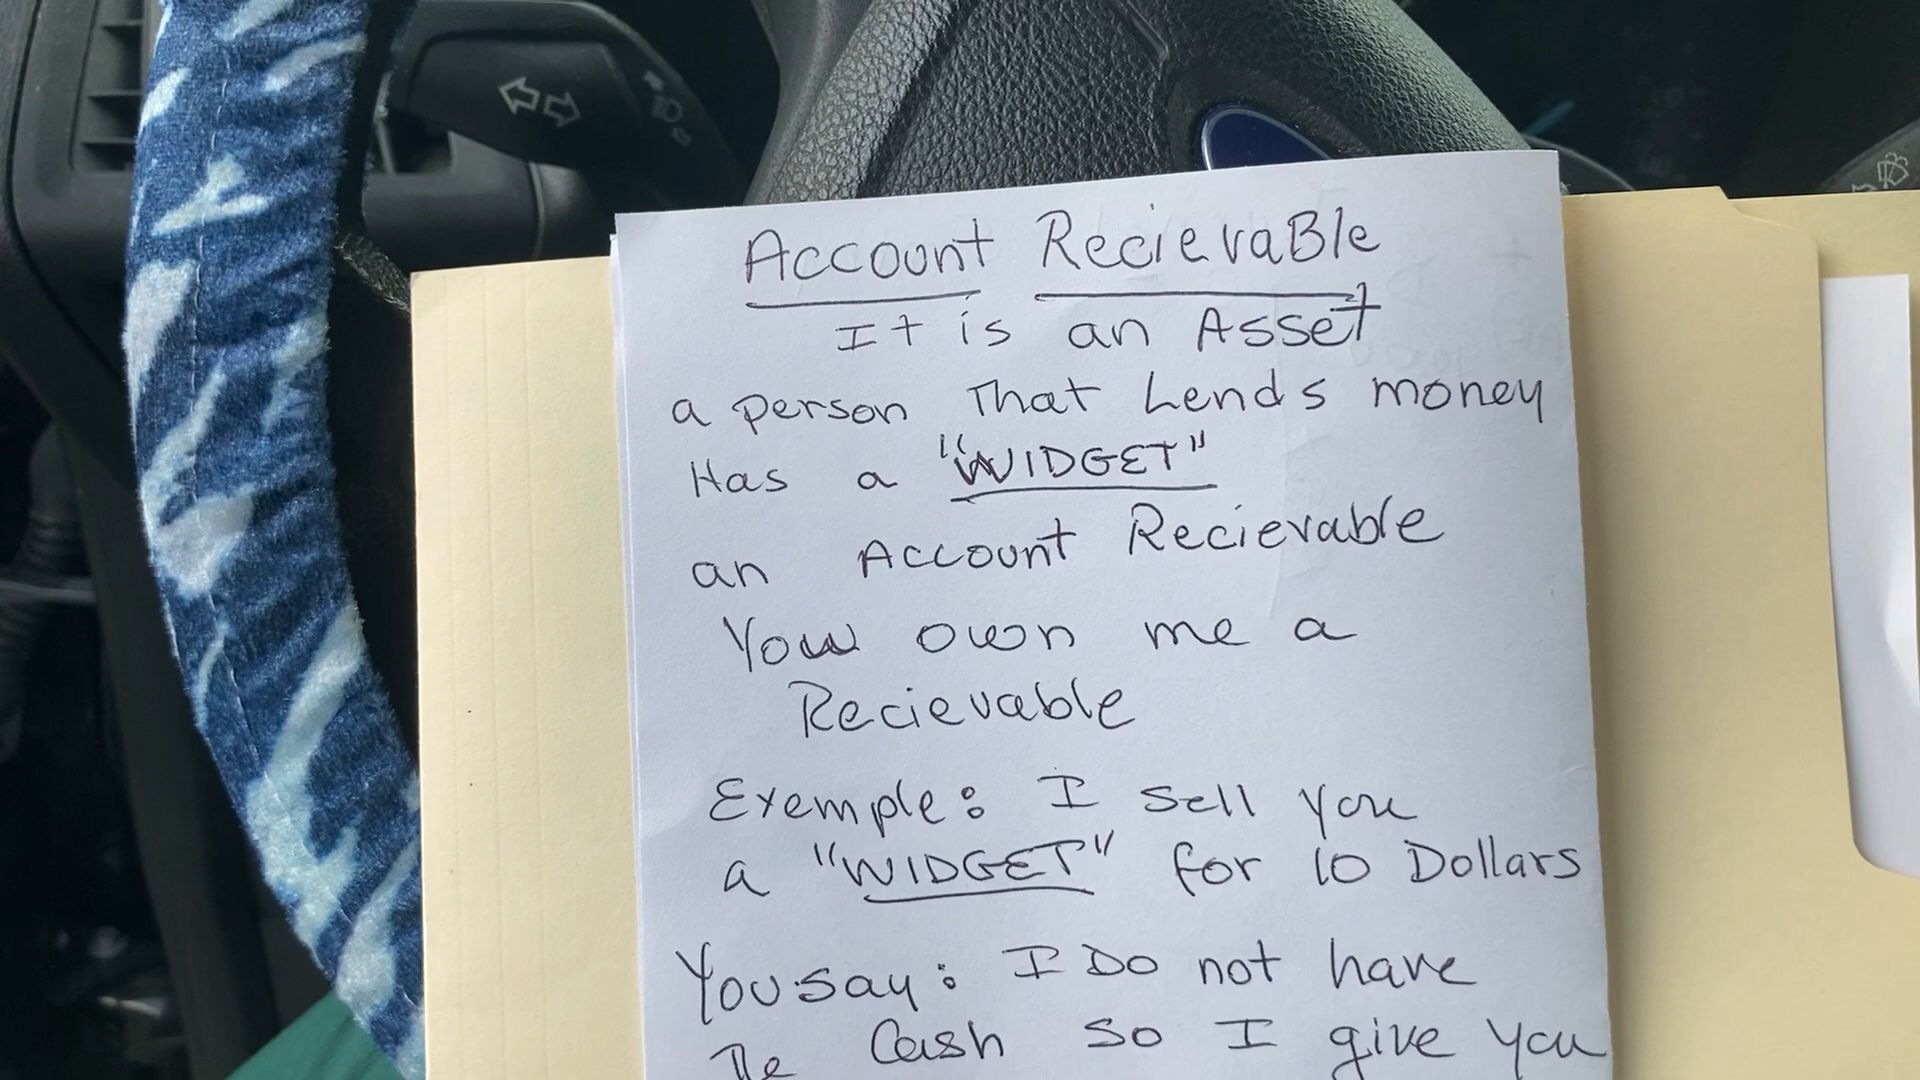 Account RecievaBle
It is an Asset
a person That Lends money
Has a "WIDGET"
an Account Recievable
You own me a
Recievable
Exemple: I sell you
a "WIDGET" for 10 Dollars
You say: I Do not have
The Cash so I give you